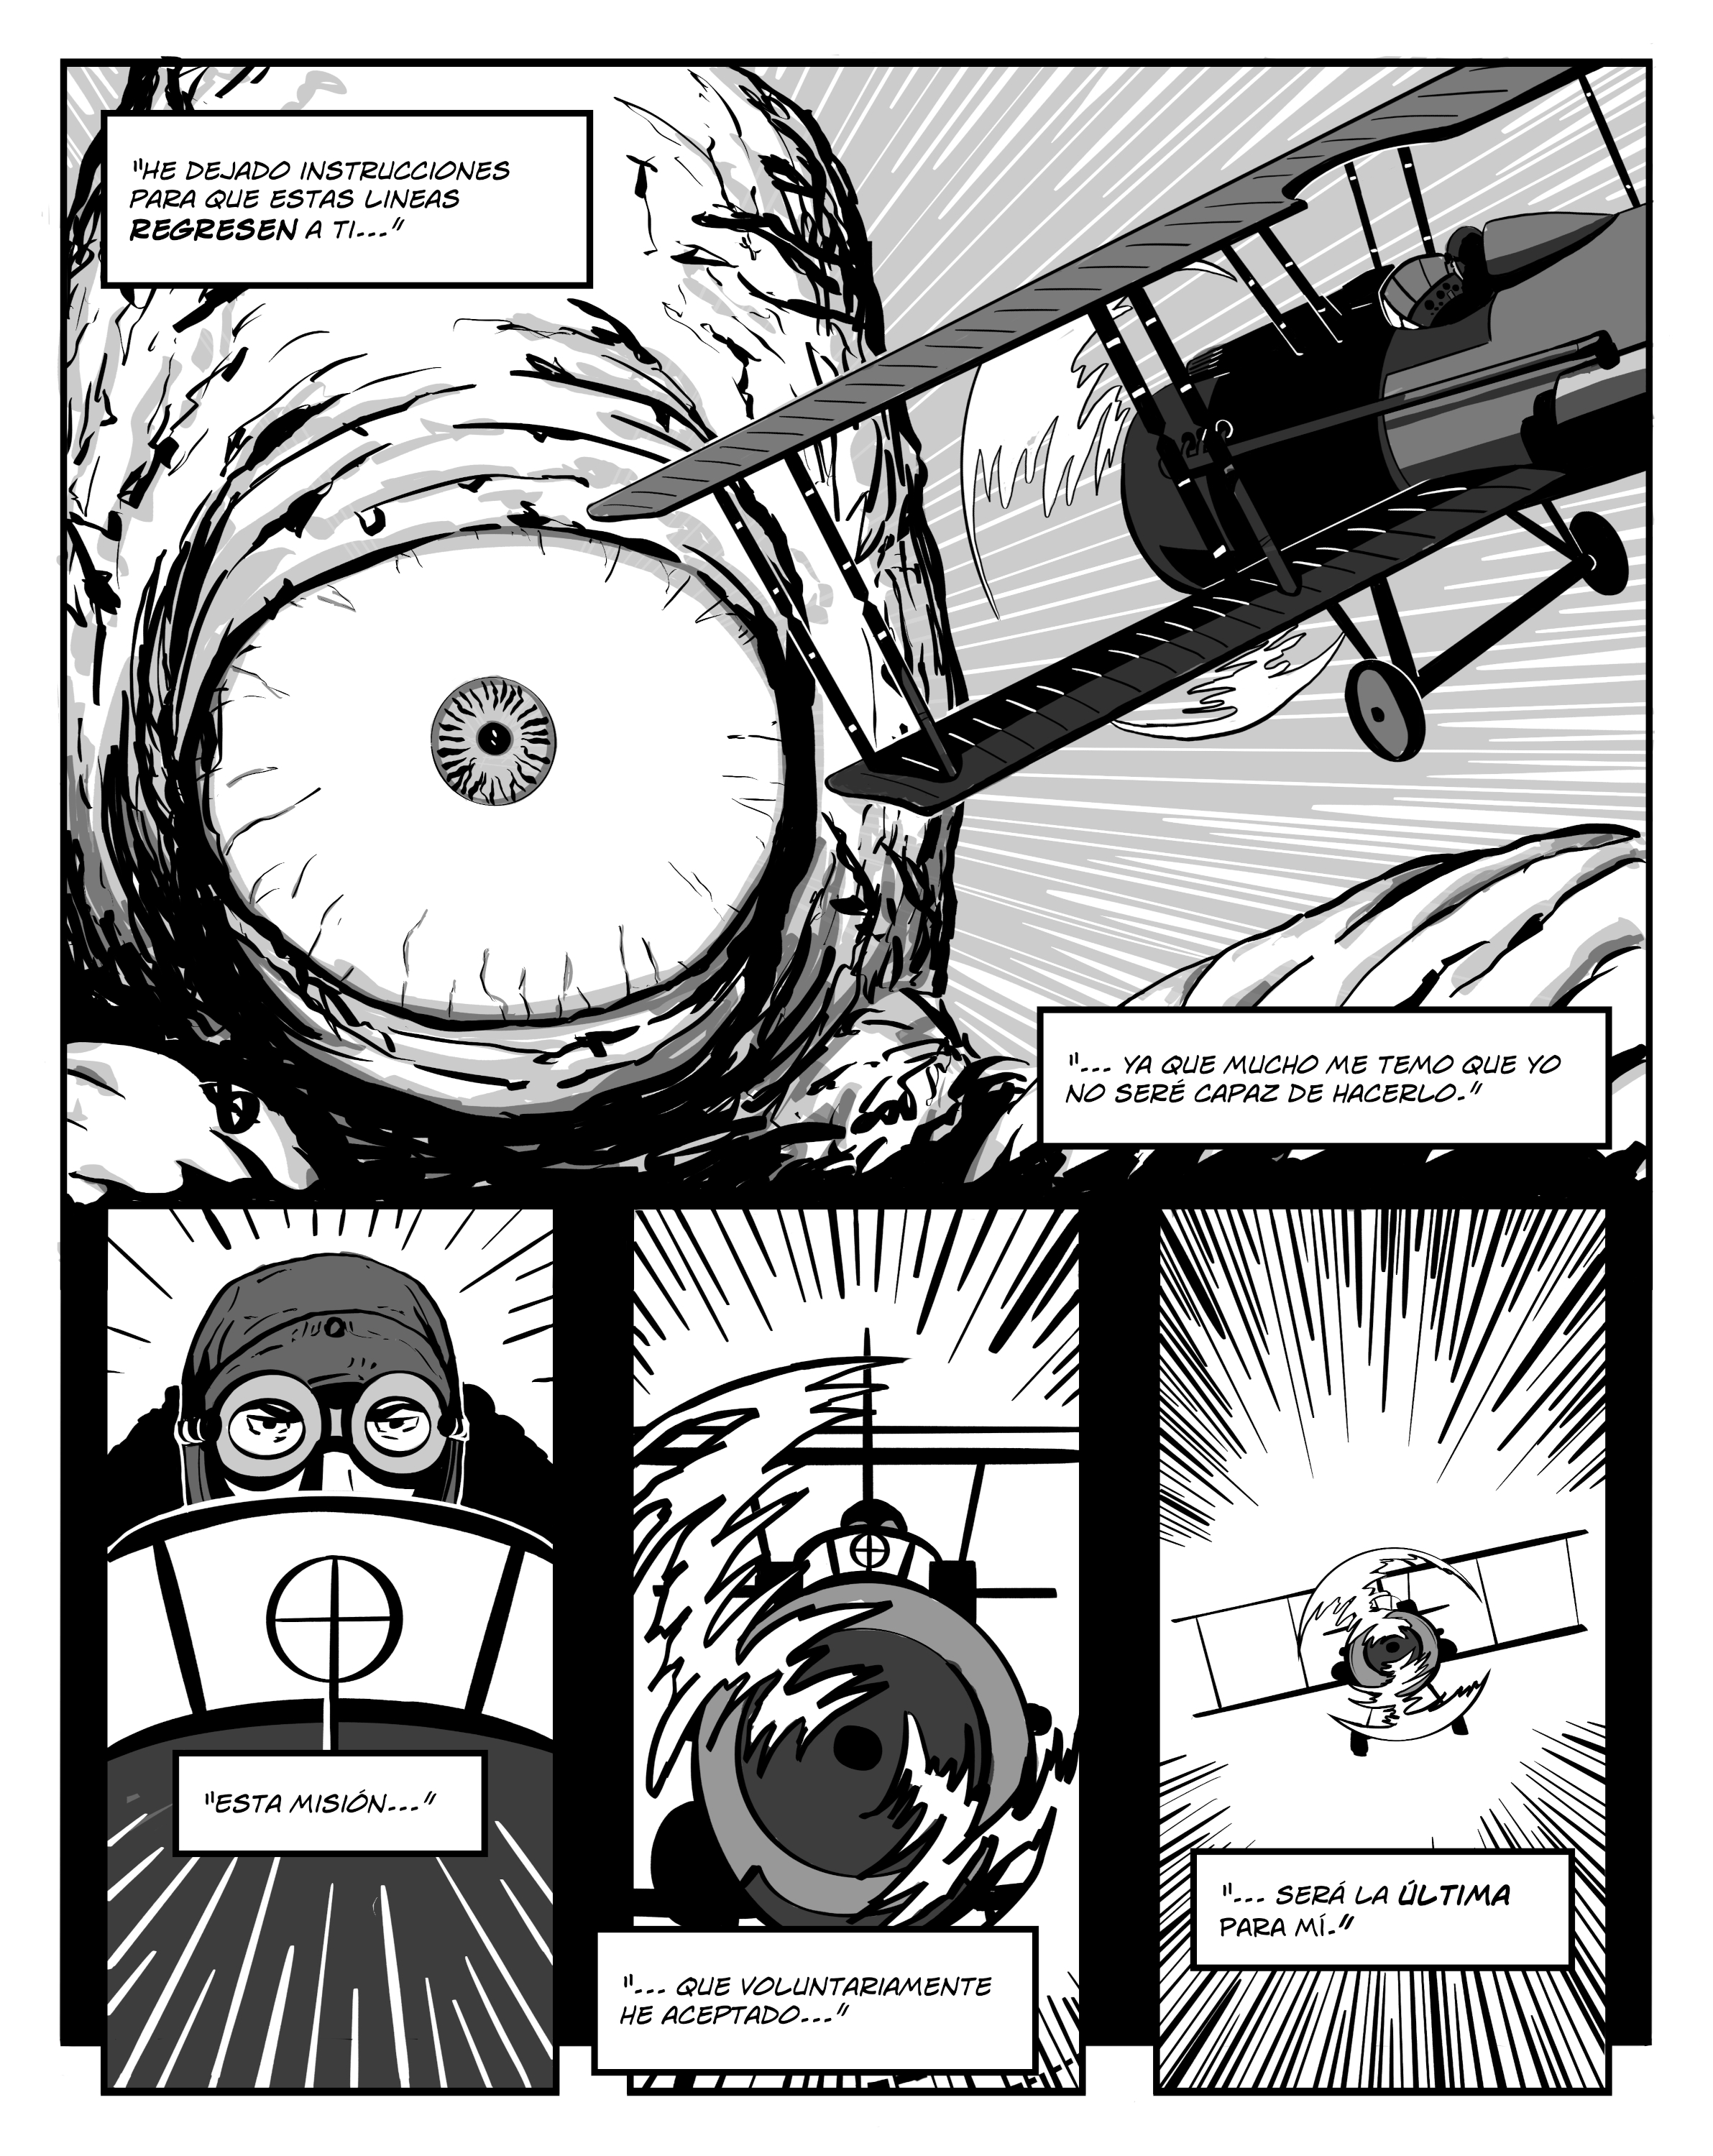 "HE DEJADO INSTRUCCIONES
PARA QUE ESTAS LINEAS
REGRESEN A TI..."
"... YA QUE MUCHO ME TEMO QUE YO
NO SERÉ CAPAZ DE HACERLO."
"ESTA MISIÓN..."
"... QUE VOLUNTARIAMENTE
HE ACEPTADO..."
"... SERÁ LA ÚLTIMA
PARA MÍ."